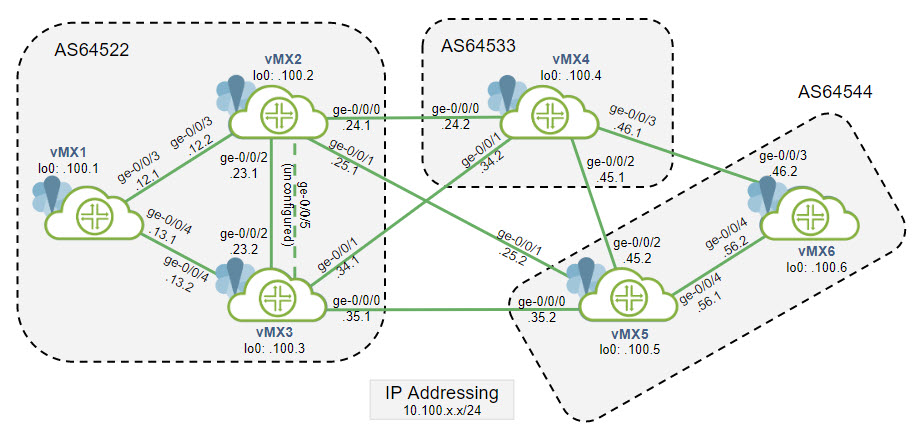 AS64522
AS64533
AS64544
vMX1
lo0: .100.1
vMX2
lo0: .100.2
vMX4
lo0: .100.4
ge-0/0/3
.12.1
ge-0/0/3
.12.2
ge-0/0/4
.13.1
ge-0/0/4
.13.2
ge-0/0/2
.23.1
ge-0/0/2
.23.2
ge-0/0/5
(unconfigured)
ge-0/0/0
.24.1
ge-0/0/0
.24.2
ge-0/0/1
.25.1
ge-0/0/1
.34.2
ge-0/0/1
.34.1
ge-0/0/0
.35.1
ge-0/0/3
.46.1
ge-0/0/3
.46.2
ge-0/0/2
.45.1
ge-0/0/2
.45.2
ge-0/0/1
.25.2
ge-0/0/0
.35.2
ge-0/0/4
.56.2
ge-0/0/4
.56.1
vMX6
lo0: .100.6
vMX3
lo0: .100.3
vMX5
lo0: .100.5
IP Addressing
10.100.x.x/24